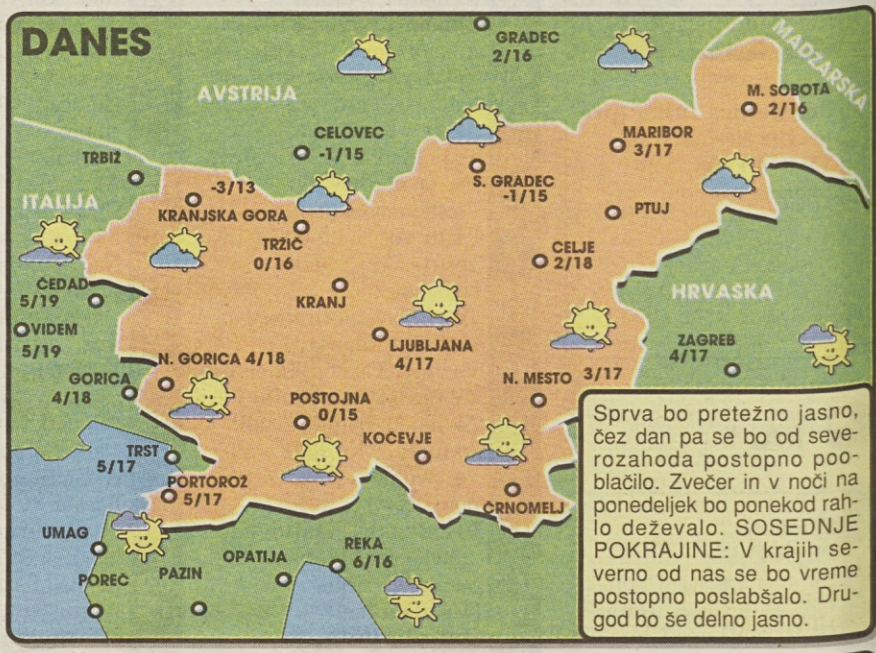 DANES
GRADEC
2/16
MADŽARSKA
AVSTRIJA
M. SOBOTA
2/16
CELOVEC
-1/15
MARIBOR
3/17
TRBIŽ
S. GRADEC
-1/15
-3/13
KRANJSKA GORA
ITALIJA
PTUJ
TRŽIČ
0/16
CELJE
2/18
ČEDAD
5/19
KRANJ
HRVAŠKA
VIDEM
5/19
LJUBLJANA
4/17
ZAGREB
4/17
N. GORICA 4/18
GORICA
4/18
N. MESTO
3/17
POSTOJNA
0/15
KOČEVJE
TRST
5/17
PORTOROŽ
5/17
ČRNOMELJ
UMAG
OPATIJA
REKA
6/16
POREČ
PAZIN
Sprva bo pretežno jasno,
čez dan pa se bo od seve-
rozahoda postopno poo-
blačilo. Zvečer in v noči na
ponedeljek bo ponekod rah-
lo deževalo. SOSEDNJE
POKRAJINE: V krajih se-
verno od nas se bo vreme
postopno poslabšalo. Dru-
god bo še delno jasno.